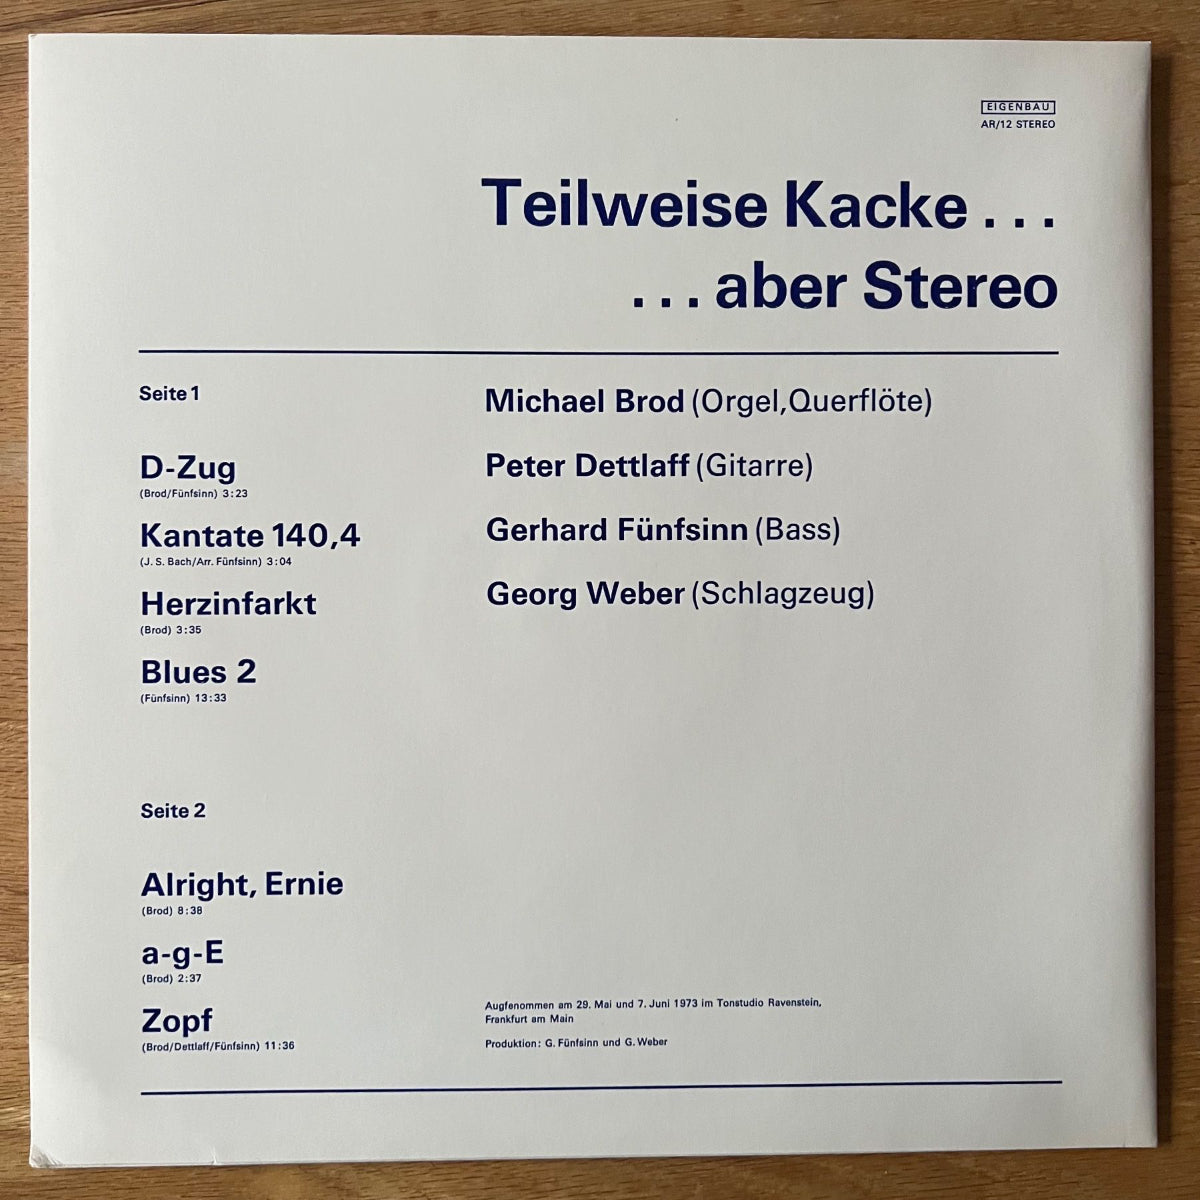 EIGENBAU
AR/12 STEREO
Teilweise Kacke . . .
. . . aber Stereo
Seite 1
D-Zug
(Brod/Fünfsinn) 3:23
Kantate 140,4
(J. S. Bach/Arr. Fünfsinn) 3:04
Herzinfarkt
(Brod) 3:35
Blues 2
(Fünfsinn) 13:33
Seite 2
Alright, Ernie
(Brod) 8:38
a-g-E
(Brod) 2:37
Zopf
(Brod/Dettlaff/Fünfsinn) 11:36
Michael Brod (Orgel,Querflöte)
Peter Dettlaff (Gitarre)
Gerhard Fünfsinn (Bass)
Georg Weber (Schlagzeug)
Augfenommen am 29. Mai und 7. Juni 1973 im Tonstudio Ravenstein,
Frankfurt am Main
Produktion: G. Fünfsinn und G. Weber